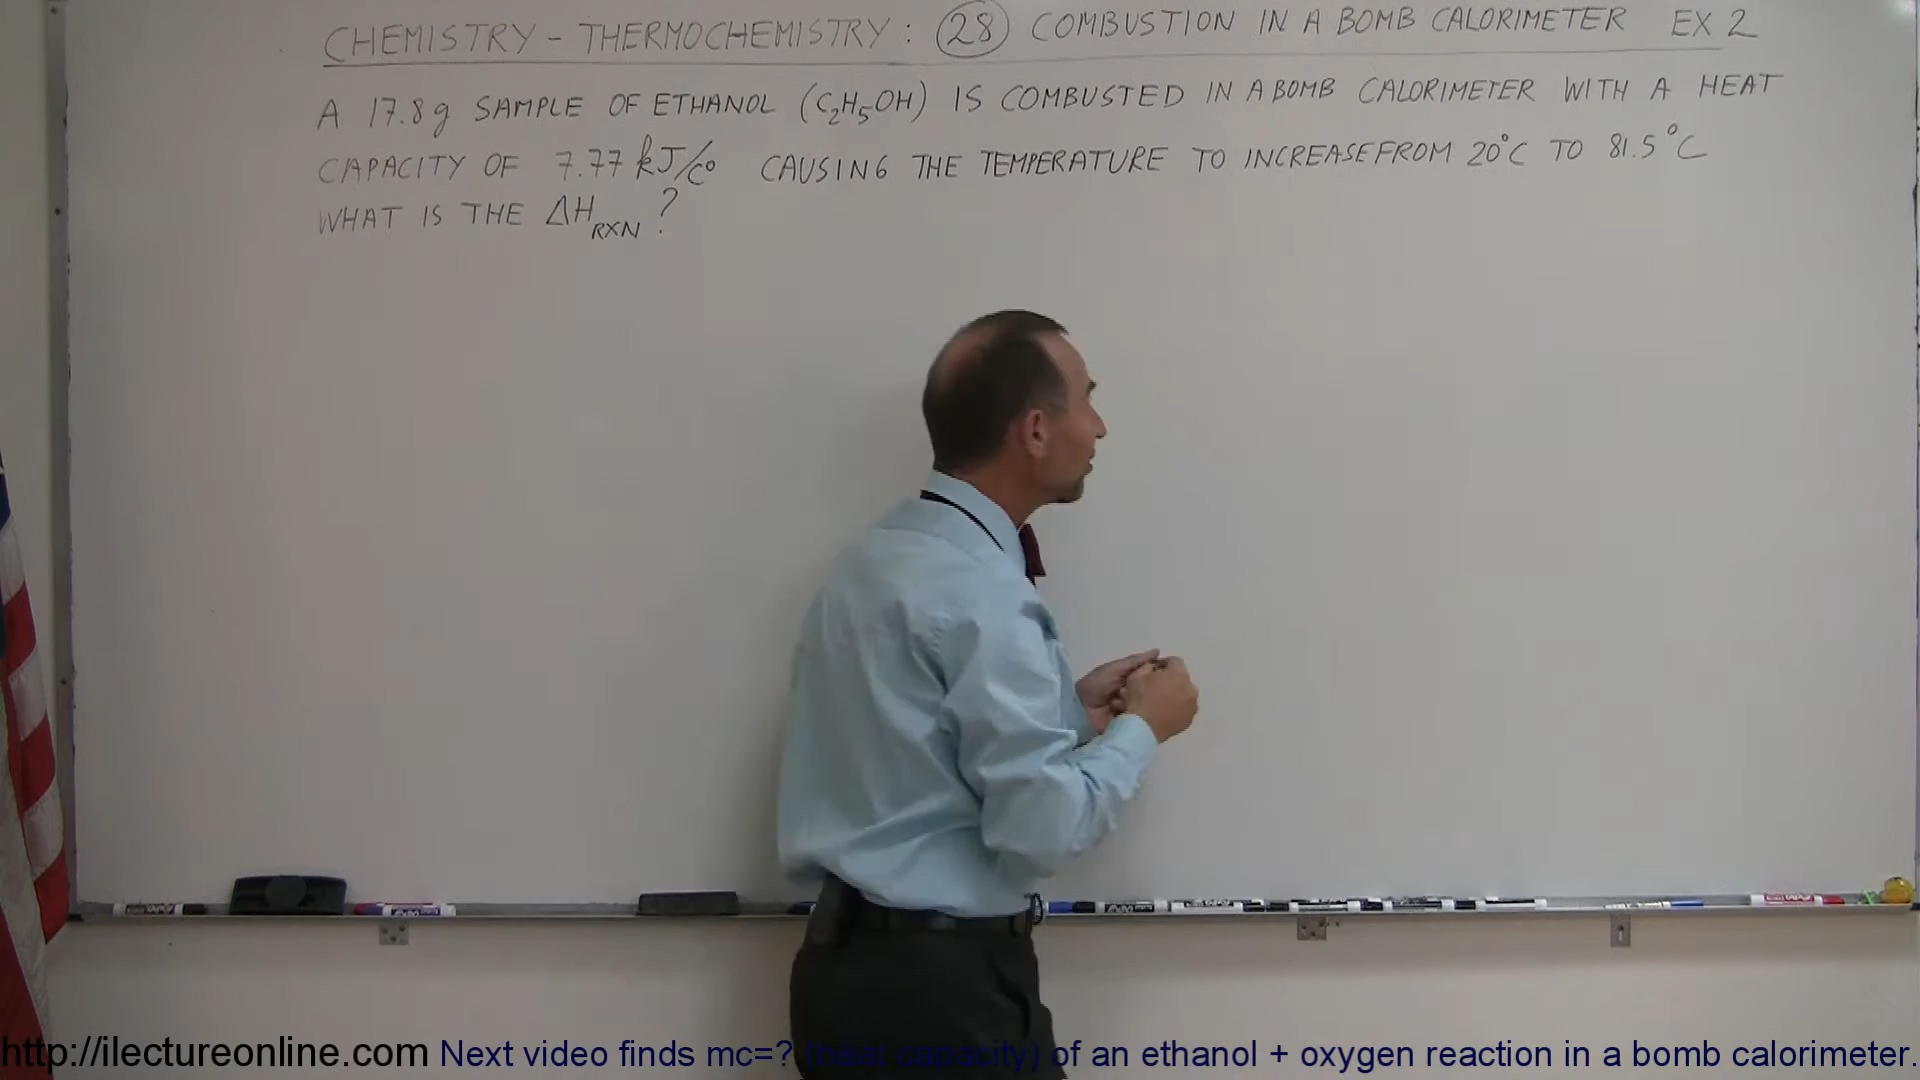 CHEMISTRY - THERMOCHEMISTRY: 28 COMBUSTION IN A BOMB CALORIMETER EX 2
A 17.8g SAMPLE OF ETHANOL (C₂H₅OH) IS COMBUSTED IN A BOMB CALORIMETER WITH A HEAT
CAPACITY OF 7.77 kJ/C° CAUSING THE TEMPERATURE TO INCREASE FROM 20°C TO 81.5°C
WHAT IS THE ΔH RXN ?
http://ilectureonline.com Next video finds mc=? (heat capacity) of an ethanol + oxygen reaction in a bomb calorimeter.